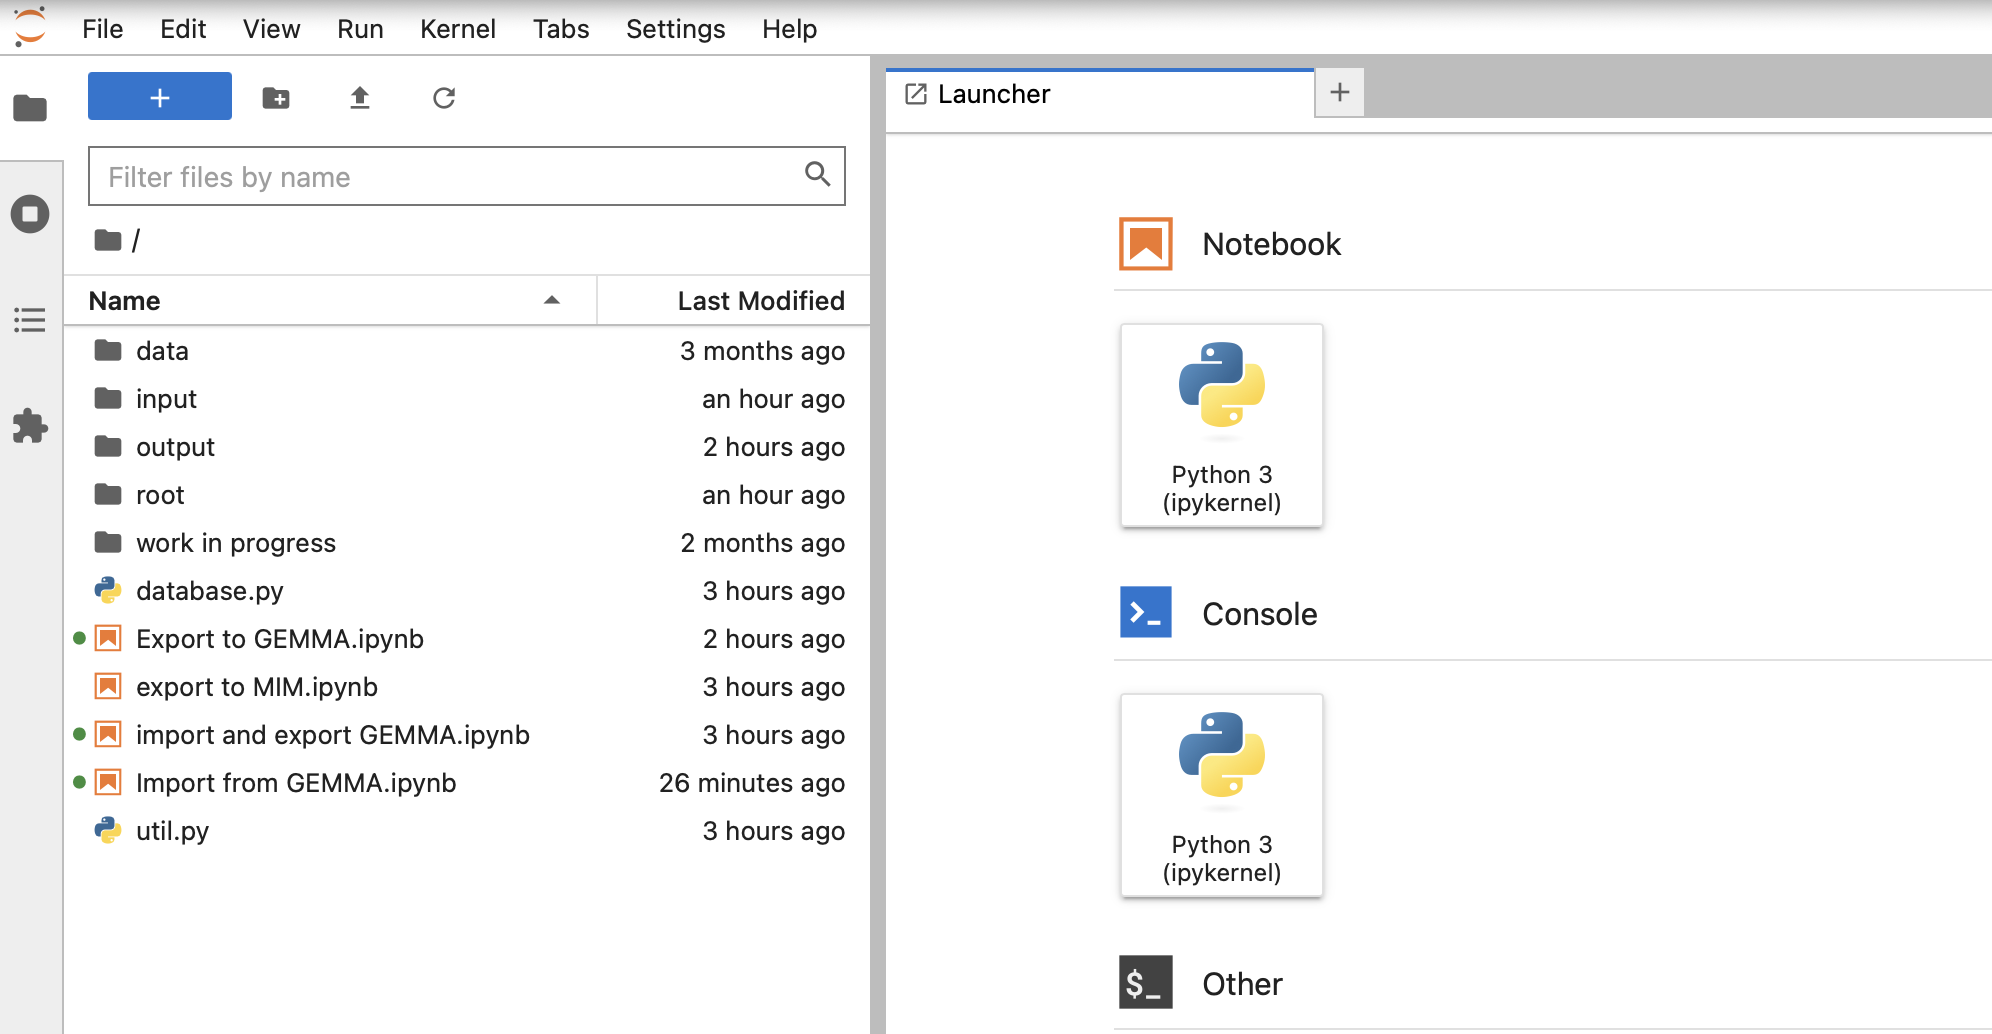 File Edit View Run Kernel Tabs Settings Help
+
Filter files by name
/
Name Last Modified
data 3 months ago
input an hour ago
output 2 hours ago
root an hour ago
work in progress 2 months ago
database.py 3 hours ago
Export to GEMMA.ipynb 2 hours ago
export to MIM.ipynb 3 hours ago
import and export GEMMA.ipynb 3 hours ago
Import from GEMMA.ipynb 26 minutes ago
util.py 3 hours ago
Launcher +
Notebook
Python 3
(ipykernel)
>_ Console
Python 3
(ipykernel)
$_ Other